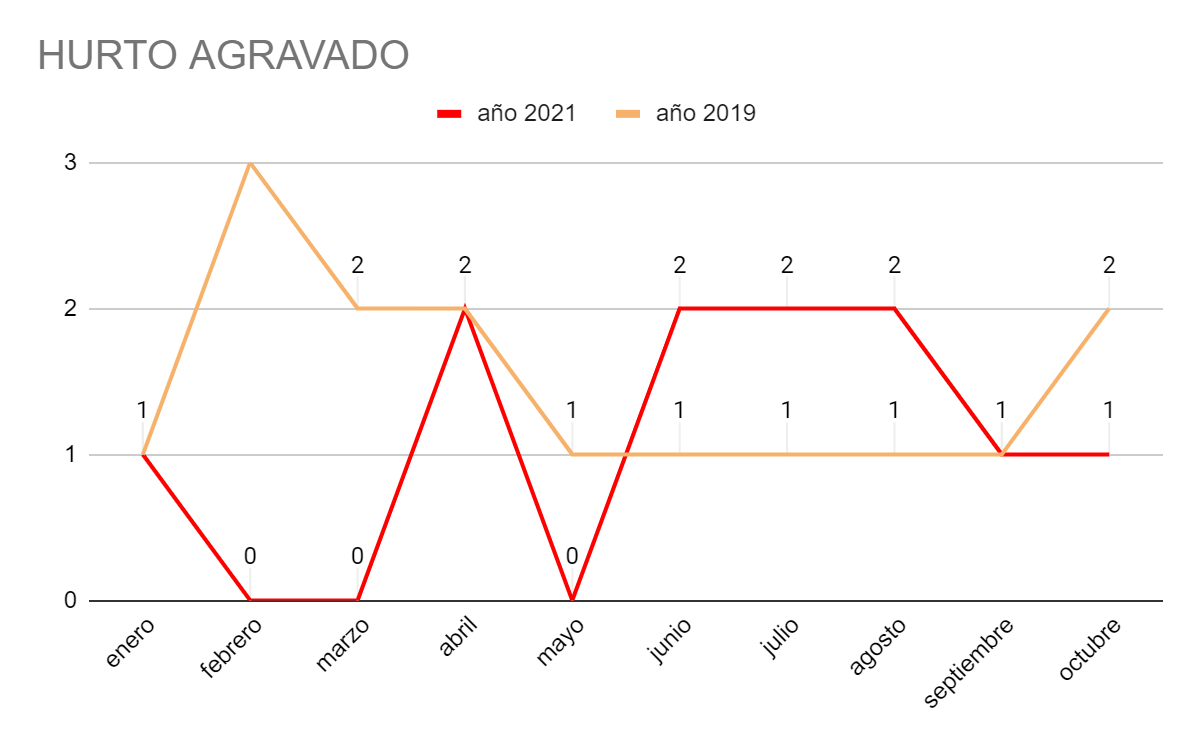 HURTO AGRAVADO
año 2021 año 2019
3
2 2 2 2 2 2
2
1 1 1 1 1 1 1
1
0 0 0
0
enero febrero marzo abril mayo junio julio agosto septiembre octubre